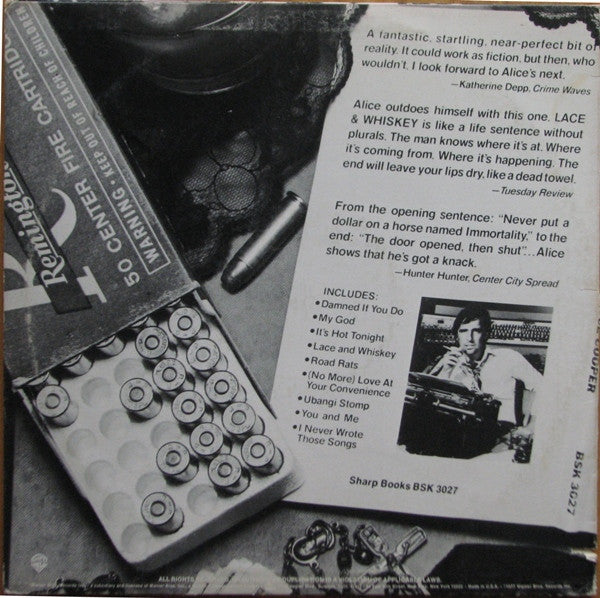 A fantastic, startling, near-perfect bit of
reality. It could work as fiction, but then, who
wouldn't. I look forward to Alice's next.
—Katherine Depp, Crime Waves
Alice outdoes himself with this one. LACE
& WHISKEY is like a life sentence without
plurals. The man knows where it's at. Where
it's coming from. Where it's happening. The
end will leave your lips dry, like a dead towel.
—Tuesday Review
From the opening sentence: "Never put a
dollar on a horse named Immortality," to the
end: "The door opened, then shut"...Alice
shows that he's got a knack.
—Hunter Hunter, Center City Spread
INCLUDES:
•Damned If You Do
•My God
•It's Hot Tonight
•Lace and Whiskey
•Road Rats
•(No More) Love At
Your Convenience
•Ubangi Stomp
•You and Me
•I Never Wrote
Those Songs
Sharp Books BSK 3027
COOPER
BSK 3027
Remington
50 CENTER FIRE CARTRIDG
WARNING • KEEP OUT OF REACH OF CHILDREN
R
ALL RIGHTS RESERVED.
IS A VIOLATION OF APPLICABLE LAWS.